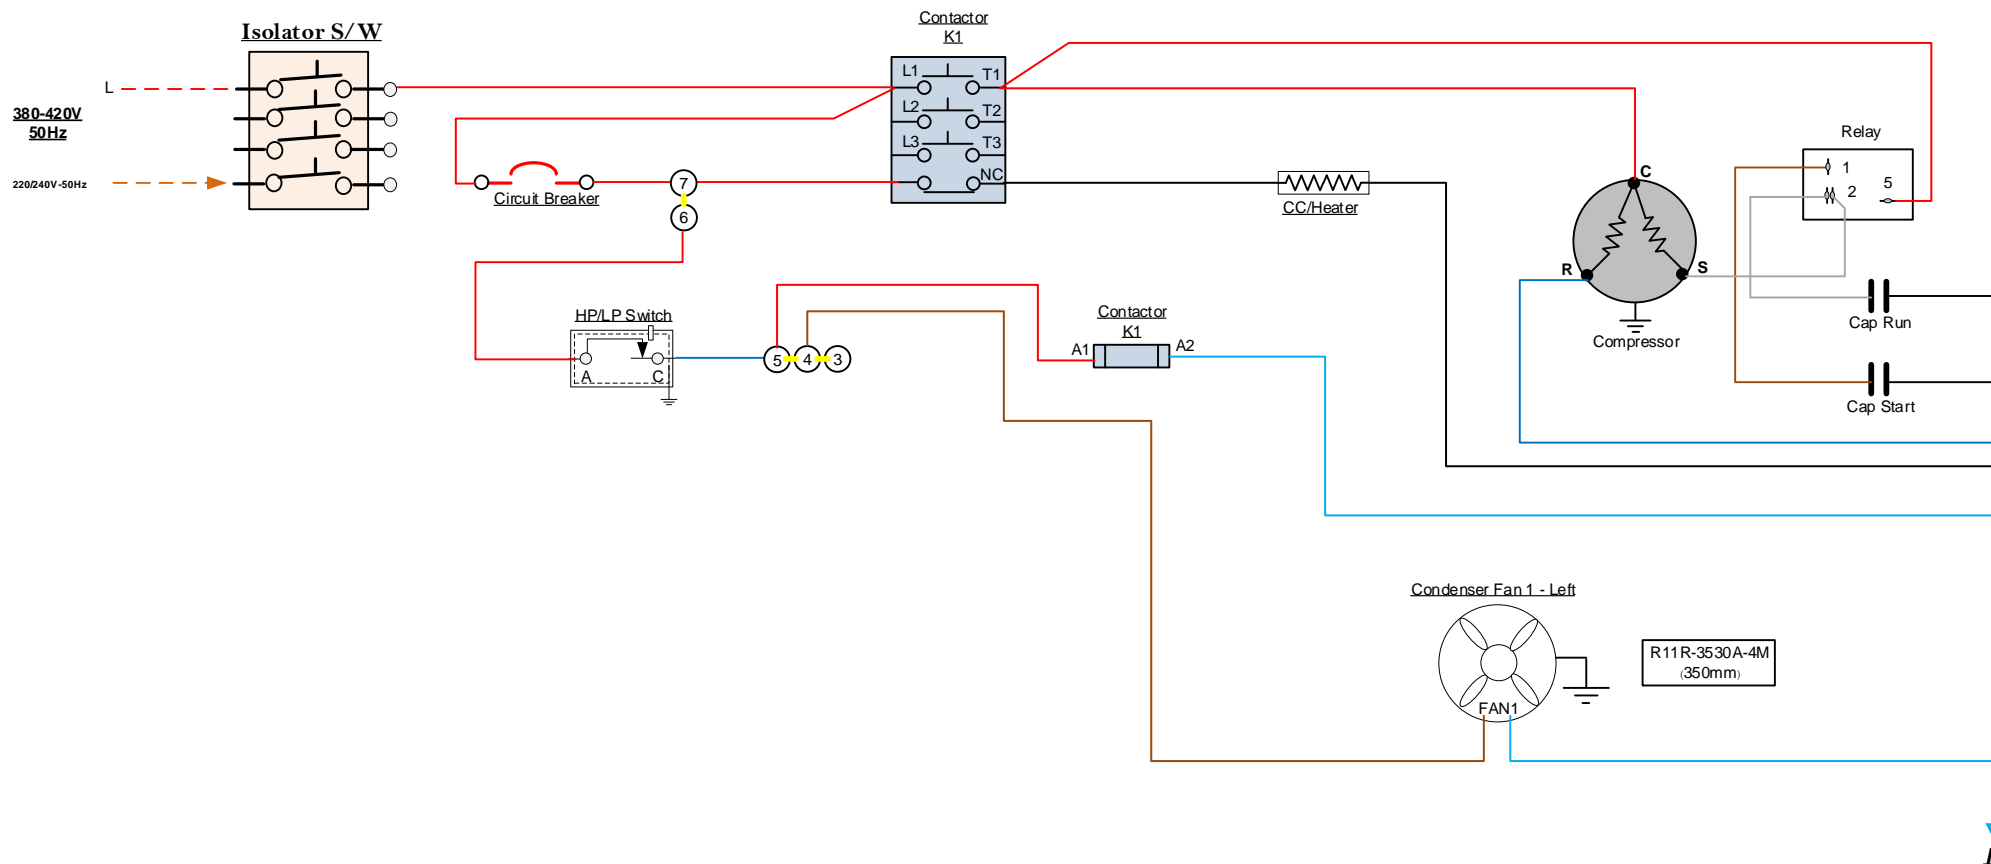 Isolator S/W
Contactor
K1
L
380-420V
50Hz
220/240V-50Hz
L1
T1
L2
T2
L3
T3
NC
Circuit Breaker
7
6
CC/Heater
Relay
1
2
5
C
R
S
Compressor
Cap Run
Cap Start
HP/LP Switch
A
C
5
4
3
Contactor
K1
A1
A2
Condenser Fan 1 - Left
FAN1
R11R-3530A-4M
(350mm)